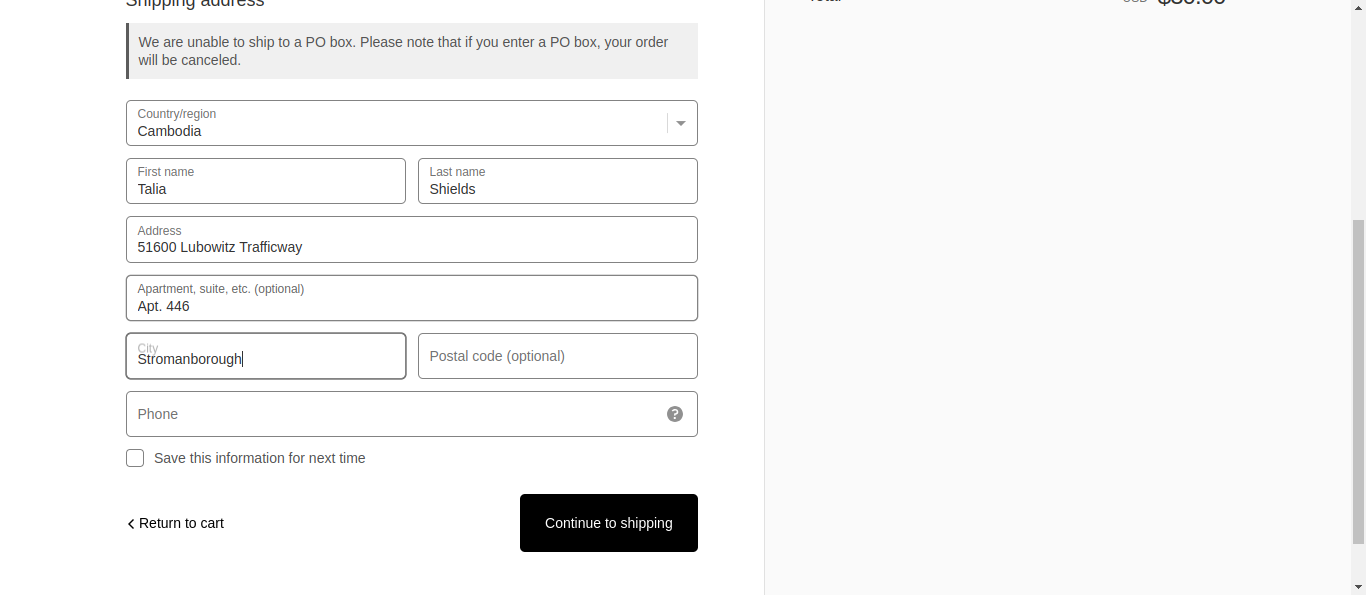 Shipping address
We are unable to ship to a PO box. Please note that if you enter a PO box, your order
will be canceled.
Country/region
Cambodia
First name
Talia
Last name
Shields
Address
51600 Lubowitz Trafficway
Apartment, suite, etc. (optional)
Apt. 446
City
Stromanborough
Postal code (optional)
Phone
?
Save this information for next time
Return to cart
Continue to shipping